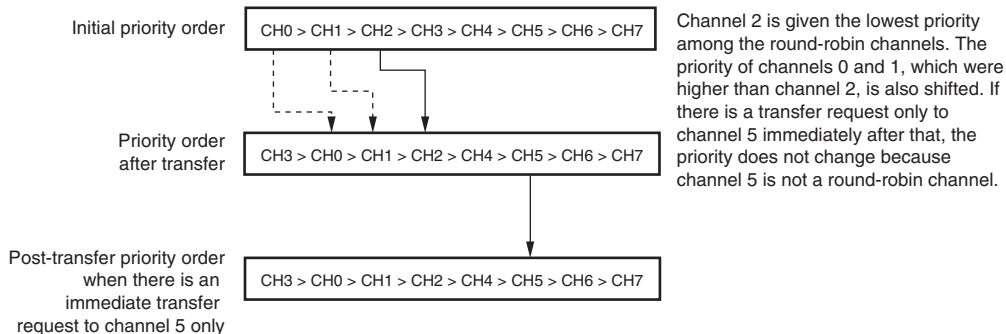 Initial priority order
CH0 > CH1 > CH2 > CH3 > CH4 > CH5 > CH6 > CH7
Channel 2 is given the lowest priority
among the round-robin channels. The
priority of channels 0 and 1, which were
higher than channel 2, is also shifted. If
there is a transfer request only to
channel 5 immediately after that, the
priority does not change because
channel 5 is not a round-robin channel.
Priority order
after transfer
CH3 > CH0 > CH1 > CH2 > CH4 > CH5 > CH6 > CH7
Post-transfer priority order
when there is an
immediate transfer
request to channel 5 only
CH3 > CH0 > CH1 > CH2 > CH4 > CH5 > CH6 > CH7